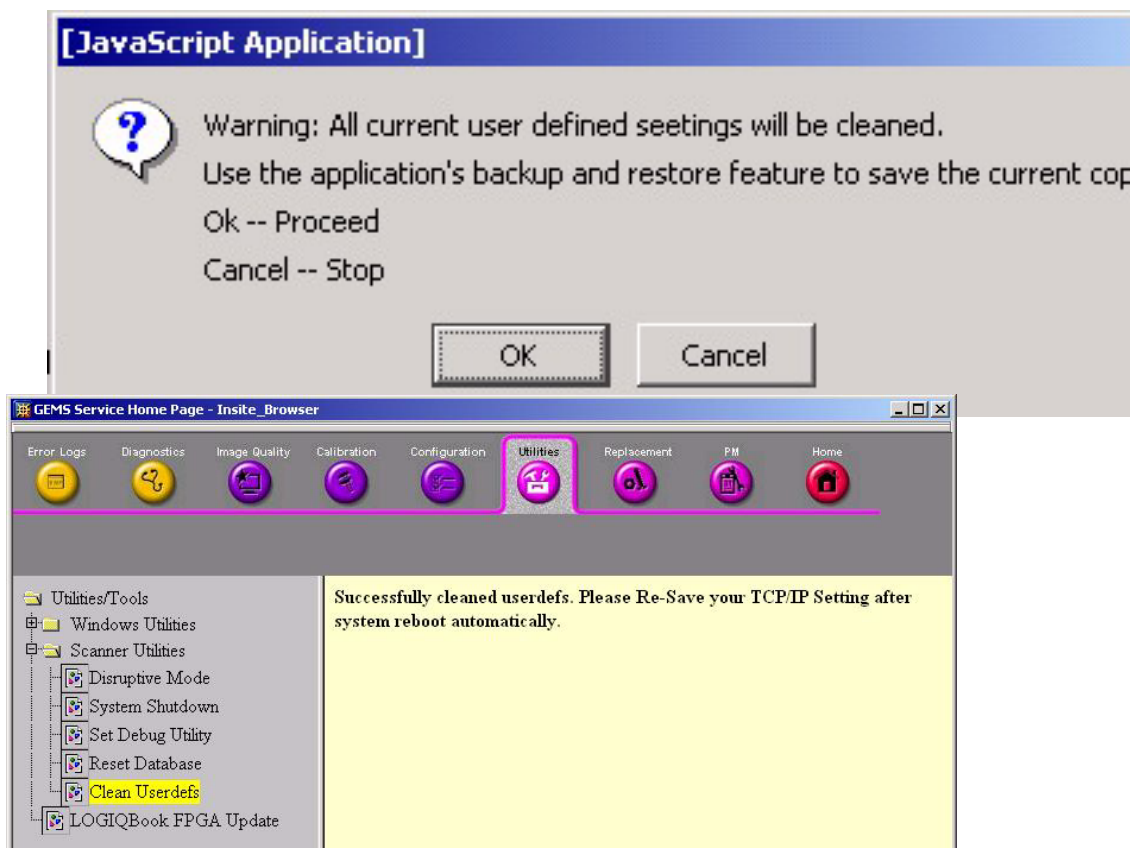 [JavaScript Application]
Warning: All current user defined seetings will be cleaned.
Use the application's backup and restore feature to save the current cop
Ok -- Proceed
Cancel -- Stop
OK Cancel
GEMS Service Home Page - Insite_Browser
Error Logs Diagnostics Image Quality Calibration Configuration Utilities Replacement PM Home
Utilities/Tools
Windows Utilities
Scanner Utilities
Disruptive Mode
System Shutdown
Set Debug Utility
Reset Database
Clean Userdefs
LOGIQBook FPGA Update
Successfully cleaned userdefs. Please Re-Save your TCP/IP Setting after
system reboot automatically.